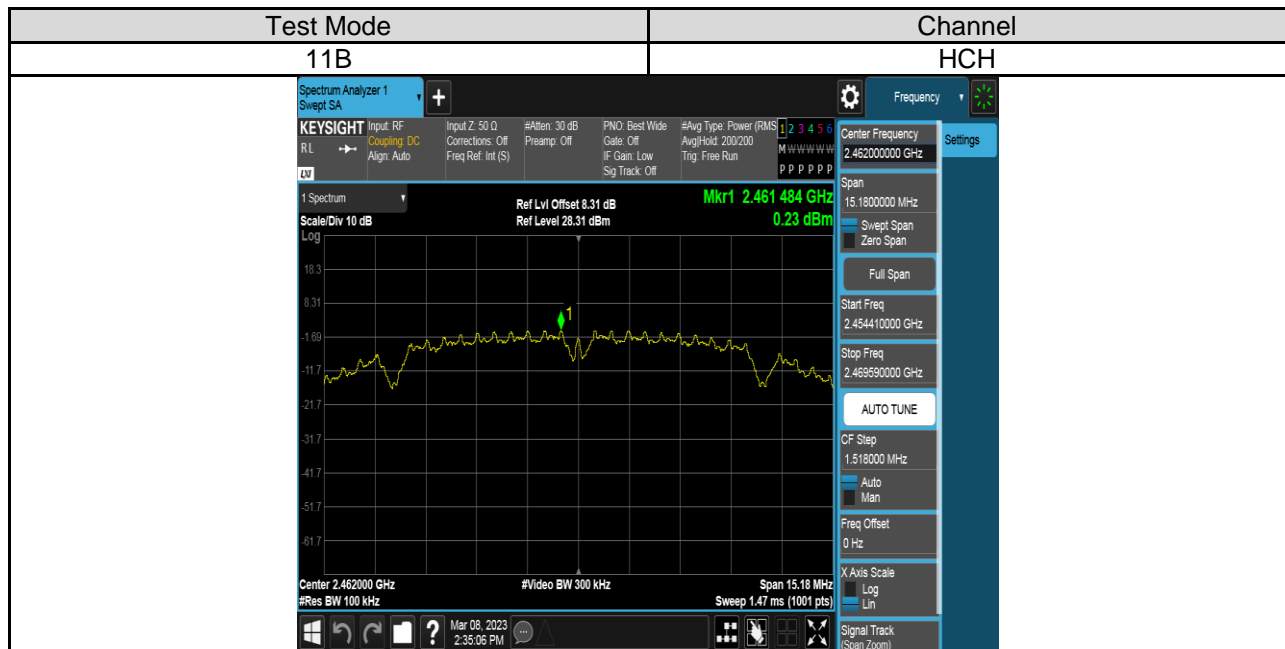 Test Mode
Channel
11B
HCH
Spectrum Analyzer 1
Swept SA
+
Frequency
KEYSIGHT
RL
LXI
Input: RF
Coupling: DC
Align: Auto
Input Z: 50 Ω
Corrections: Off
Freq Ref: Int (S)
#Atten: 30 dB
Preamp: Off
PNO: Best Wide
Gate: Off
IF Gain: Low
Sig Track: Off
#Avg Type: Power (RMS
Avg|Hold: 200/200
Trig: Free Run
1 2 3 4 5 6
M W W W W W
P P P P P P
Center Frequency
2.462000000 GHz
Settings
Span
15.1800000 MHz
Swept Span
Zero Span
Full Span
Start Freq
2.454410000 GHz
Stop Freq
2.469590000 GHz
AUTO TUNE
CF Step
1.518000 MHz
Auto
Man
Freq Offset
0 Hz
X Axis Scale
Log
Lin
Signal Track
(Span Zoom)
1 Spectrum
Scale/Div 10 dB
Log
Ref Lvl Offset 8.31 dB
Ref Level 28.31 dBm
Mkr1 2.461 484 GHz
0.23 dBm
18.3
8.31
1
-1.69
-11.7
-21.7
-31.7
-41.7
-51.7
-61.7
Center 2.462000 GHz
#Res BW 100 kHz
#Video BW 300 kHz
Span 15.18 MHz
Sweep 1.47 ms (1001 pts)
?
Mar 08, 2023
2:35:06 PM